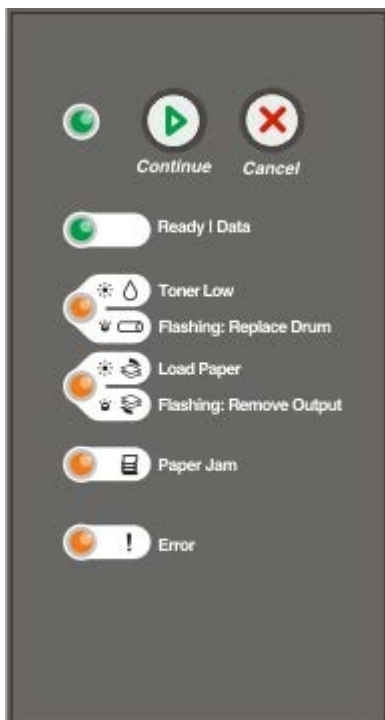 Continue
Cancel
Ready | Data
Toner Low
Flashing: Replace Drum
Load Paper
Flashing: Remove Output
Paper Jam
!
Error